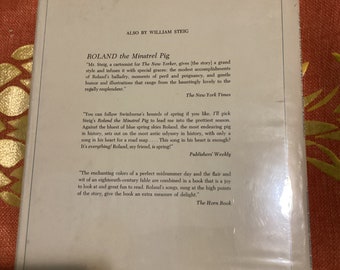 ALSO BY WILLIAM STEIG
ROLAND the Minstrel Pig
"Mr. Steig, a cartoonist for The New Yorker, gives [the story] a grand
style and infuses it with special graces: the modest accomplishments
of Roland's balladry, moments of peril and poignancy, and gentle
humor and characters, settings that range from the hauntingly lovely to the
regally resplendent."
The New York Times
"You can follow Swinburne's hounds of spring if you like. I'll pick
Steig's Roland the Minstrel Pig to lead me into the prettiest season.
Against the bluest of blue spring skies Roland, the most endearing pig
in history, sets out on the most antic odyssey in history, with only a
song in his heart for a road map . . . . This song in his heart is enough!
It's everything! Roland, my friend, is spring!"
Publishers' Weekly
"The enchanting colors of a perfect midsummer day and the flair and
wit of an eighteenth-century fable are combined in a book that is a joy
to look at and great fun to read. Roland's songs, sung at the high points
of the story, give the book an extra measure of delight."
The Horn Book